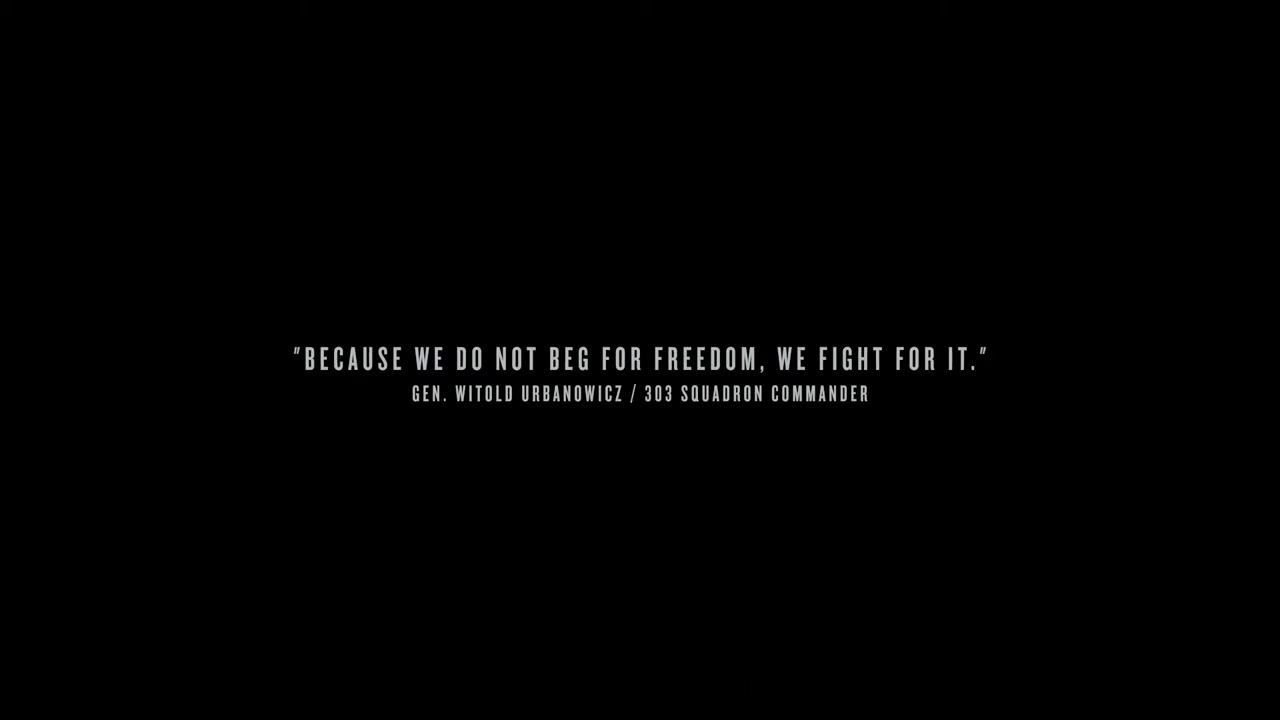 "BECAUSE WE DO NOT BEG FOR FREEDOM, WE FIGHT FOR IT."
GEN. WITOLD URBANOWICZ / 303 SQUADRON COMMANDER